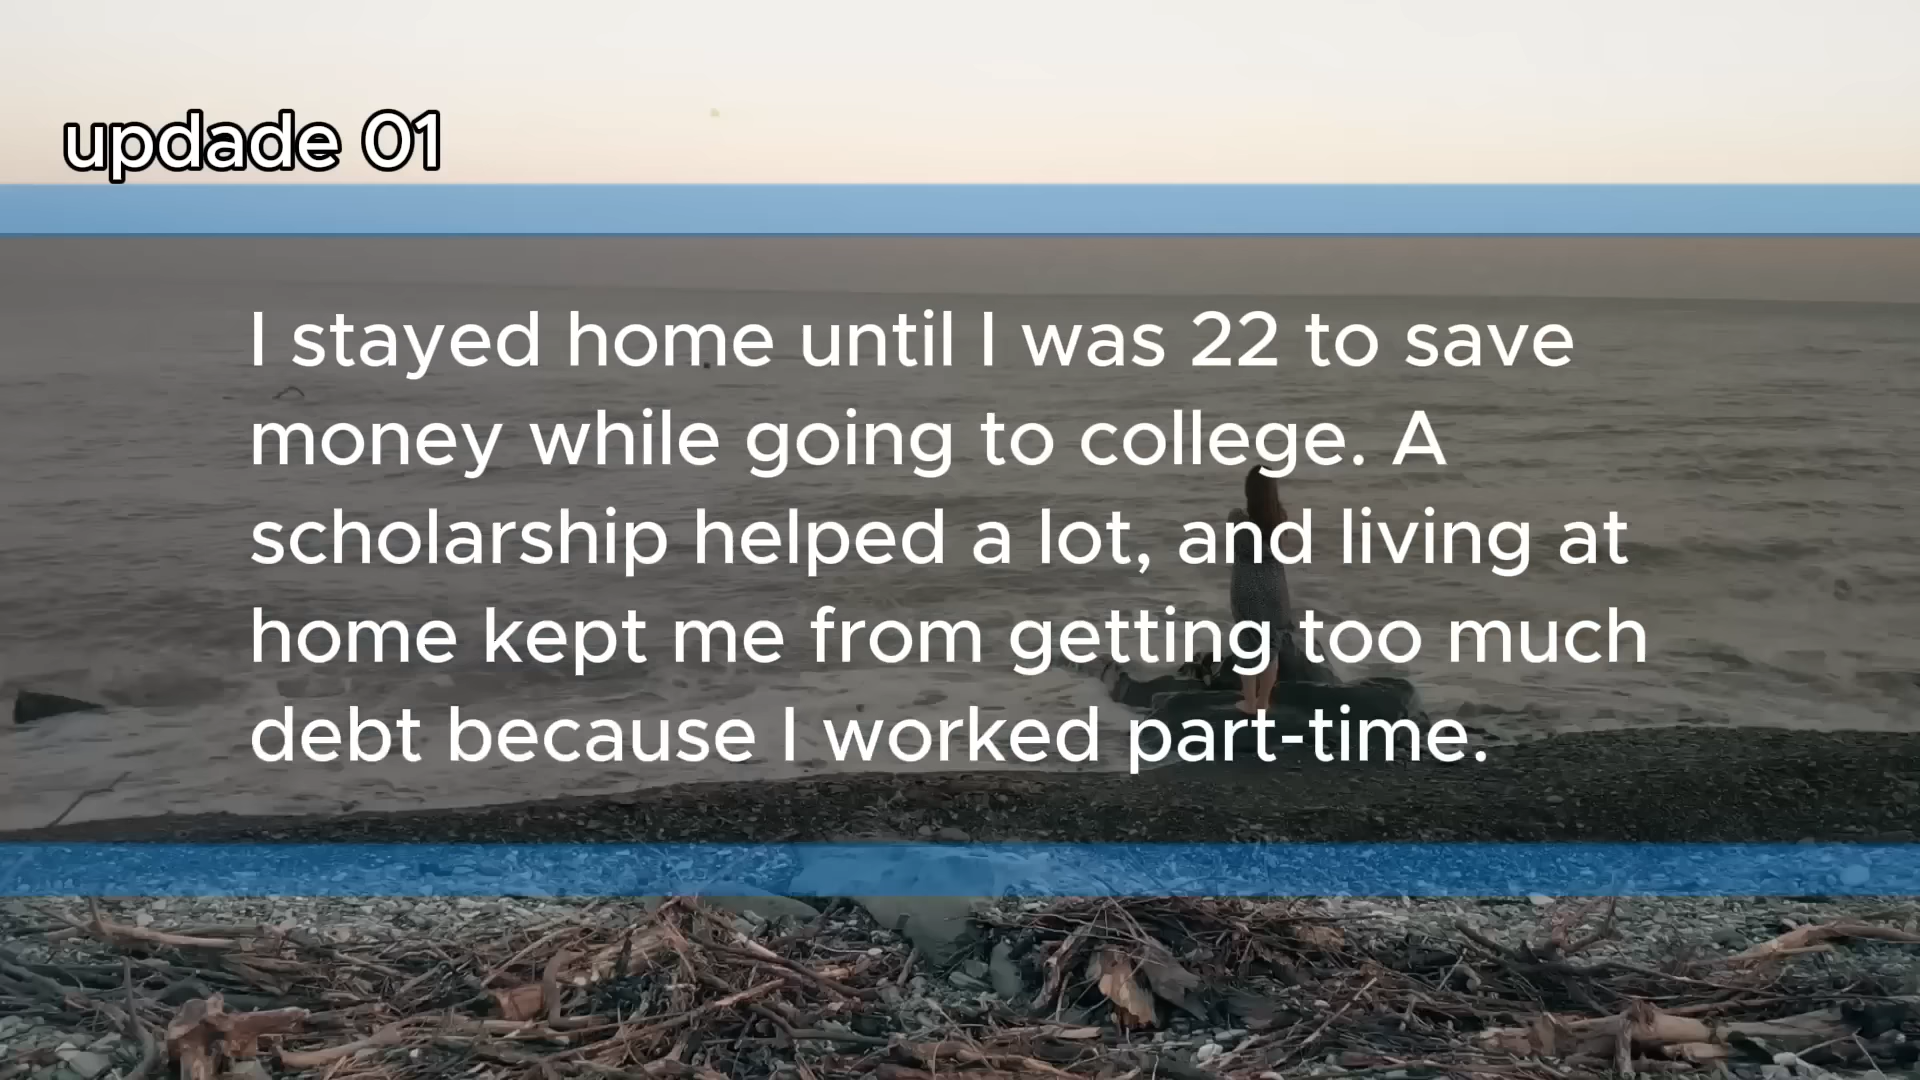 updade 01
I stayed home until I was 22 to save
money while going to college. A
scholarship helped a lot, and living at
home kept me from getting too much
debt because I worked part-time.